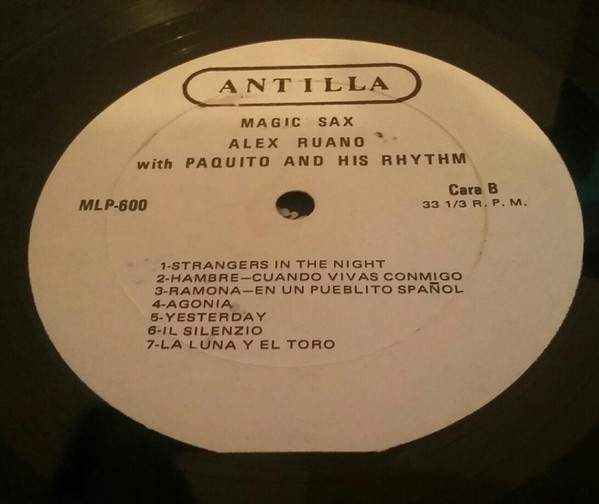 ANTILLA
MAGIC SAX
ALEX RUANO
with PAQUITO AND HIS RHYTHM
MLP-600
Cara B
33 1/3 R. P. M.
1-STRANGERS IN THE NIGHT
2-HAMBRE—CUANDO VIVAS CONMIGO
3-RAMONA—EN UN PUEBLITO SPAÑOL
4-AGONIA
5-YESTERDAY
6-IL SILENZIO
7-LA LUNA Y EL TORO